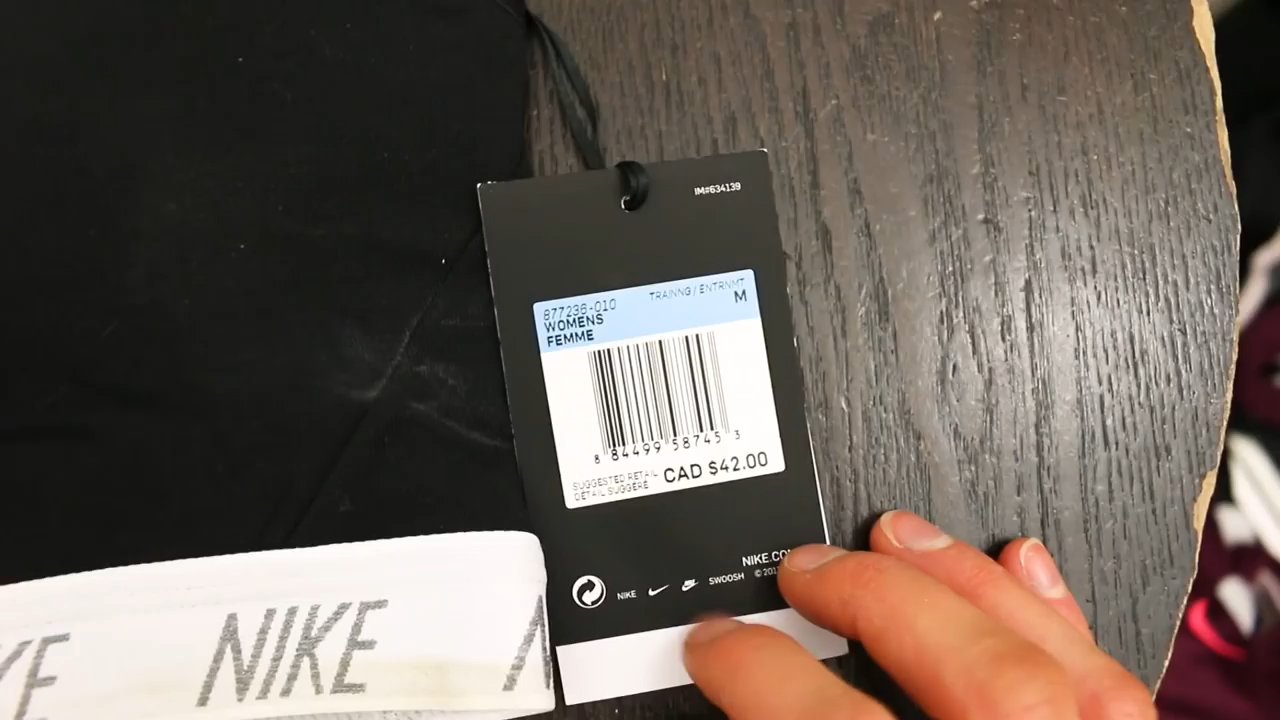 IM#634139
877236-010
TRAINNG / ENTRNMT
WOMENS
M
FEMME
8 84499 58745 3
SUGGESTED RETAIL
DÉTAIL SUGGÉRÉ
CAD $42.00
NIKE
SWOOSH
NIKE